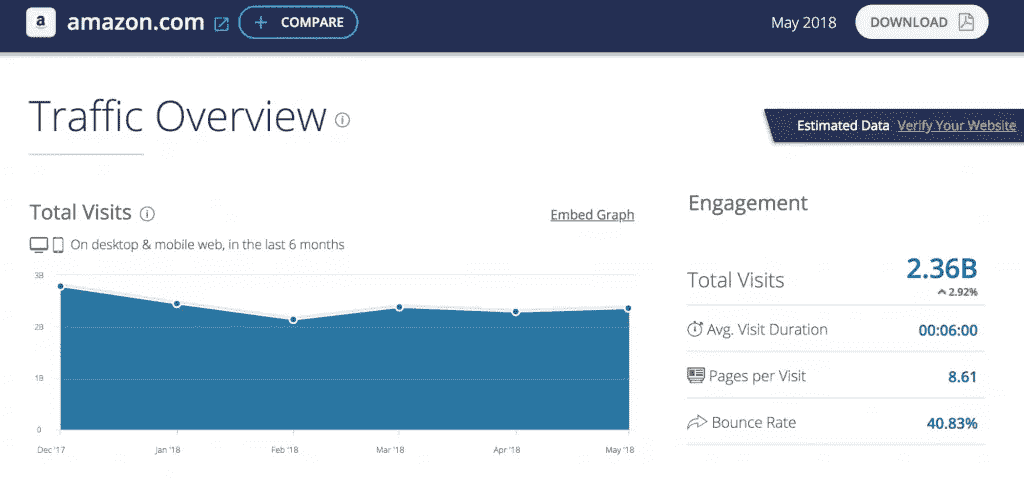 a amazon.com + COMPARE May 2018 DOWNLOAD
Traffic Overview
Estimated Data Verify Your Website
Total Visits
Embed Graph
On desktop & mobile web, in the last 6 months
3B
2B
1B
0
Dec '17 Jan '18 Feb '18 Mar '18 Apr '18 May '18
Engagement
Total Visits 2.36B
2.92%
Avg. Visit Duration 00:06:00
Pages per Visit 8.61
Bounce Rate 40.83%